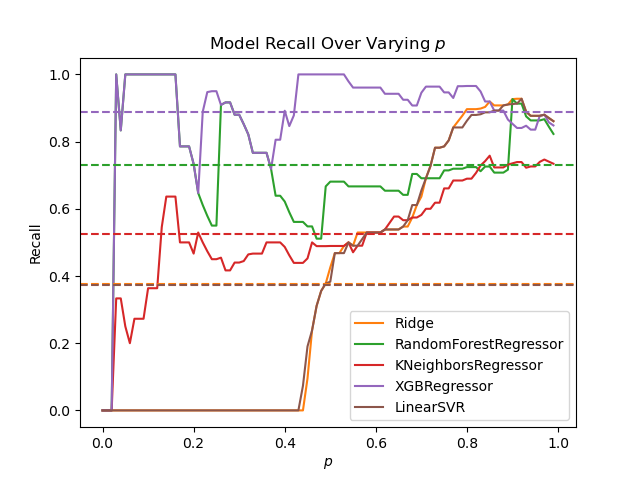 Model Recall Over Varying p
1.0
0.8
0.6
0.4
0.2
0.0
Recall
Ridge
RandomForestRegressor
KNeighborsRegressor
XGBRegressor
LinearSVR
0.0 0.2 0.4 0.6 0.8 1.0
p